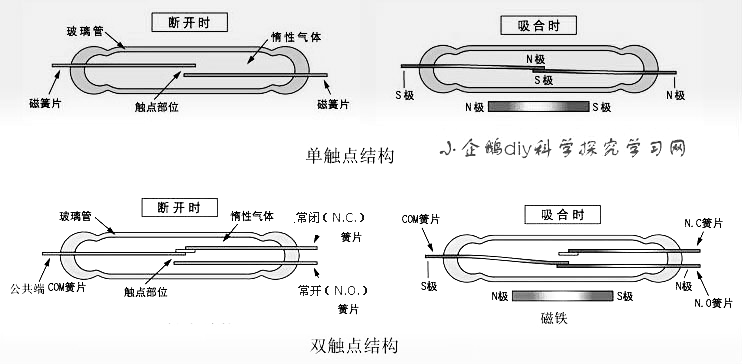 断开时
玻璃管
惰性气体
磁簧片
触点部位
磁簧片
吸合时
N极
S极
S极
N极
N极
S极
单触点结构
小企鹅diy科学探究学习网
断开时
玻璃管
惰性气体
常闭(N.C.)
簧片
公共端COM簧片
触点部位
常开(N.O.)
簧片
吸合时
COM簧片
N.C簧片
S极
N极
S极
N极
N.O簧片
磁铁
双触点结构